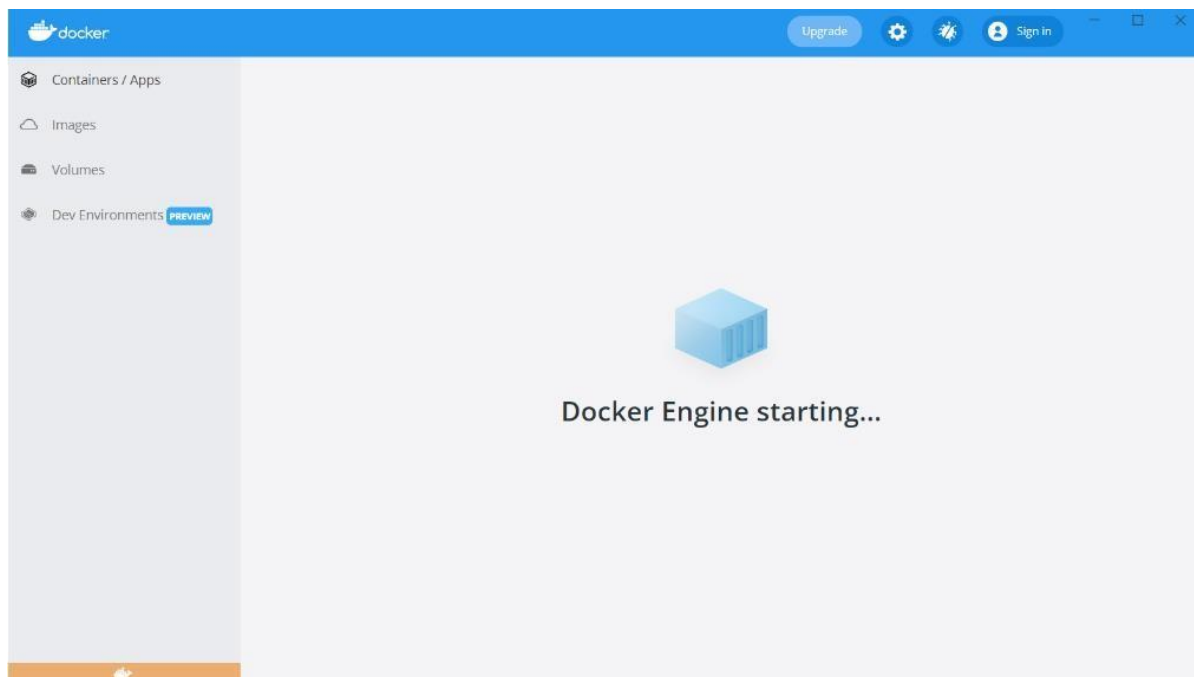 docker
Upgrade
Sign in
Containers / Apps
Images
Volumes
Dev Environments PREVIEW
Docker Engine starting...